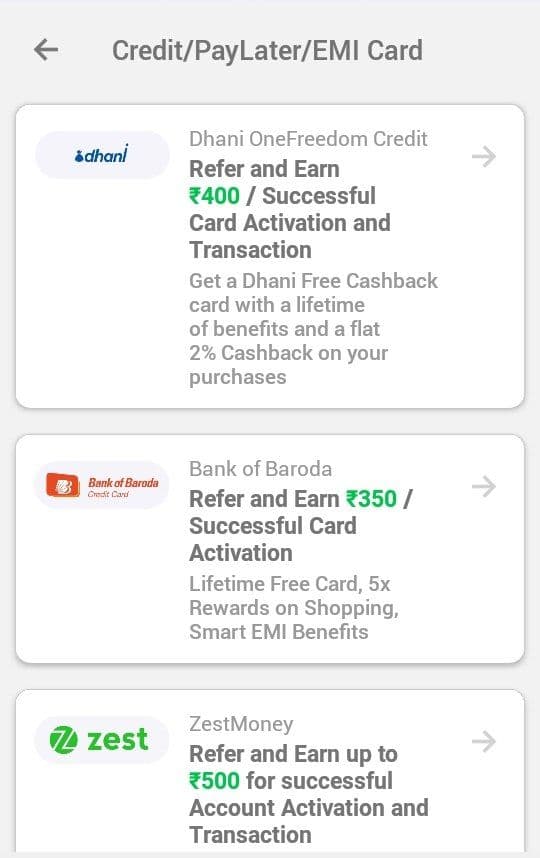 Credit/PayLater/EMI Card
dhani
Dhani OneFreedom Credit
Refer and Earn
₹400 / Successful
Card Activation and
Transaction
Get a Dhani Free Cashback
card with a lifetime
of benefits and a flat
2% Cashback on your
purchases
Bank of Baroda
Credit Card
Bank of Baroda
Refer and Earn ₹350 /
Successful Card
Activation
Lifetime Free Card, 5x
Rewards on Shopping,
Smart EMI Benefits
zest
ZestMoney
Refer and Earn up to
₹500 for successful
Account Activation and
Transaction